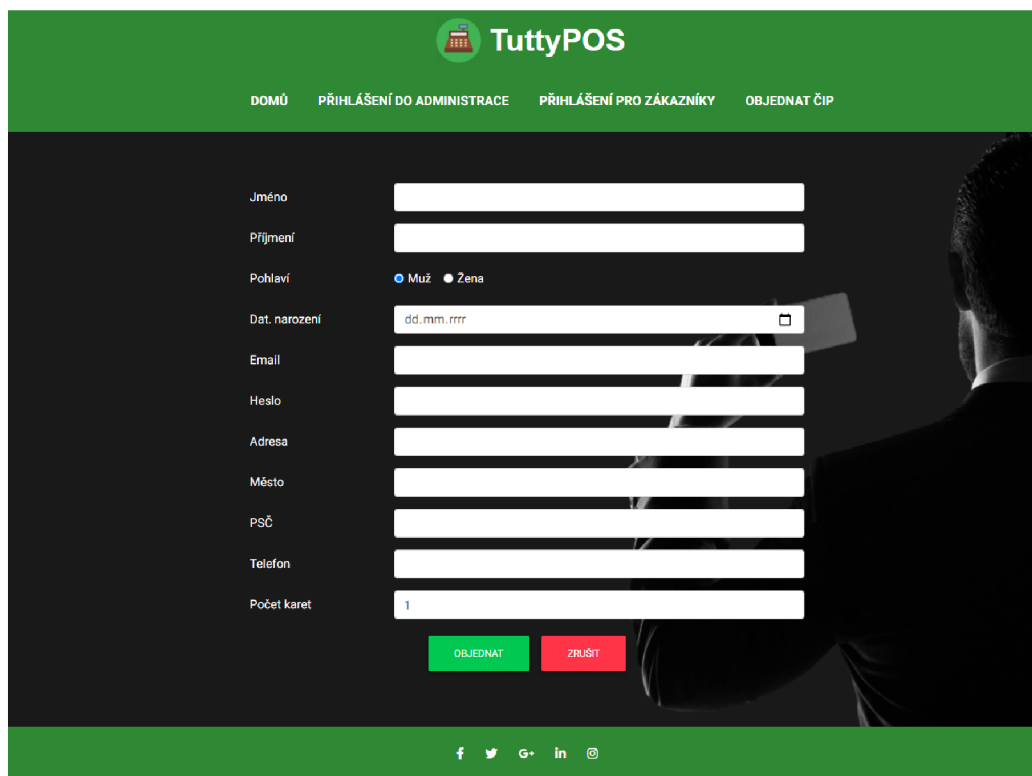 TuttyPOS
DOMŮ PŘIHLÁŠENÍ DO ADMINISTRACE PŘIHLÁŠENÍ PRO ZÁKAZNÍKY OBJEDNAT ČIP
Jméno
Příjmení
Pohlaví Muž Žena
Dat. narození dd.mm.rrrr
Email
Heslo
Adresa
Město
PSČ
Telefon
Počet karet 1
OBJEDNAT ZRUŠIT